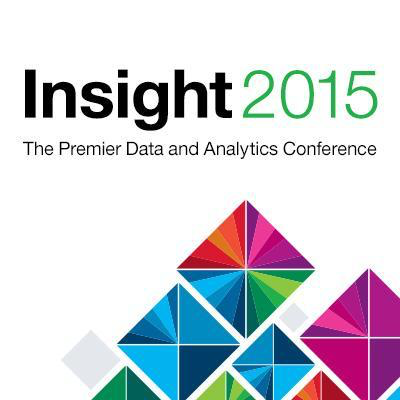 Insight 2015
The Premier Data and Analytics Conference